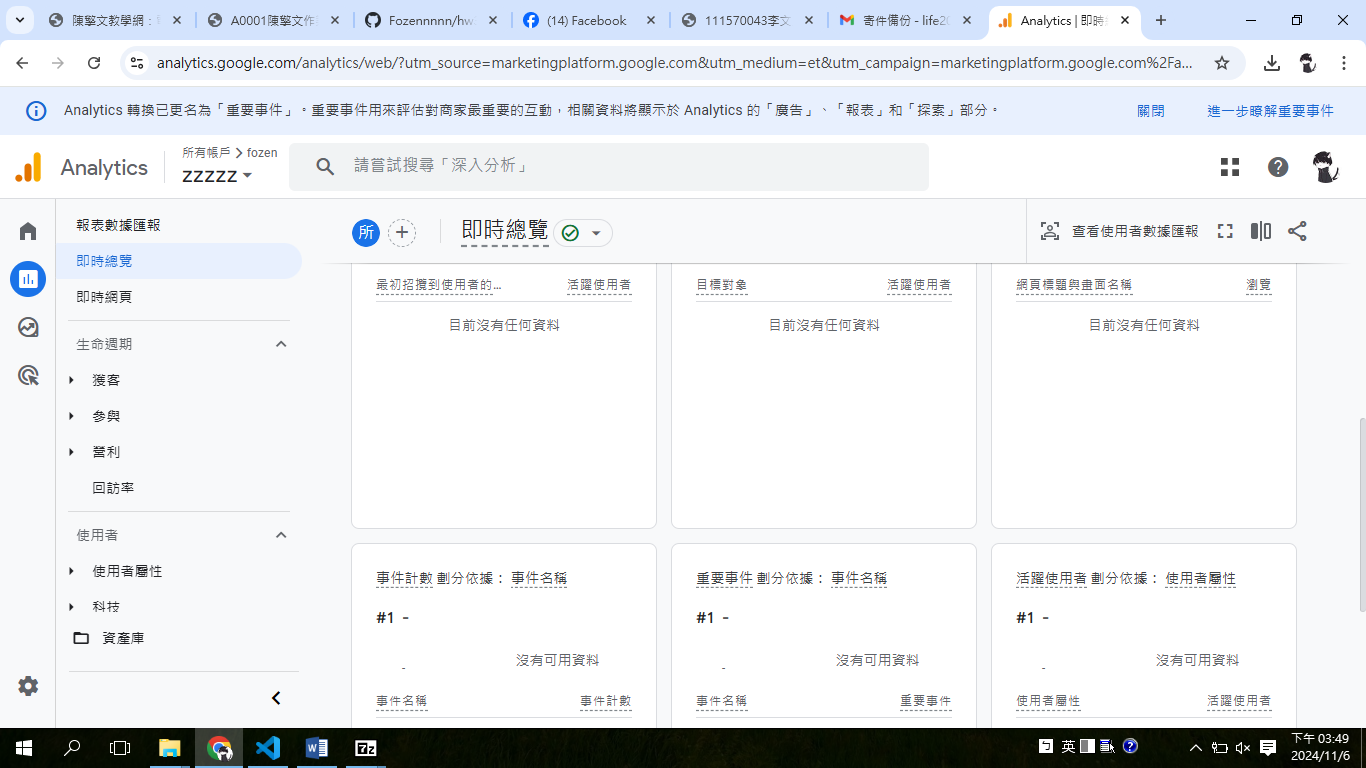 陳擎文教學網：
A0001陳擎文作
Fozennnnn/hw
(14) Facebook
111570043李文
寄件備份 - life20
Analytics | 即時
analytics.google.com/analytics/web/?utm_source=marketingplatform.google.com&utm_medium=et&utm_campaign=marketingplatform.google.com%2Fa...
Analytics 轉換已更名為「重要事件」。重要事件用來評估對商家最重要的互動，相關資料將顯示於 Analytics 的「廣告」、「報表」和「探索」部分。
關閉
進一步瞭解重要事件
Analytics
所有帳戶 > fozen
zzzzz
請嘗試搜尋「深入分析」
報表數據匯報
即時總覽
即時網頁
生命週期
獲客
參與
營利
回訪率
使用者
使用者屬性
科技
資產庫
所
即時總覽
查看使用者數據匯報
最初招攬到使用者的... 活躍使用者
目前沒有任何資料
目標對象 活躍使用者
目前沒有任何資料
網頁標題與畫面名稱 瀏覽
目前沒有任何資料
事件計數 劃分依據： 事件名稱
#1 -
- 沒有可用資料
事件名稱 事件計數
重要事件 劃分依據： 事件名稱
#1 -
- 沒有可用資料
事件名稱 重要事件
活躍使用者 劃分依據： 使用者屬性
#1 -
- 沒有可用資料
使用者屬性 活躍使用者
7z
英
下午 03:49
2024/11/6